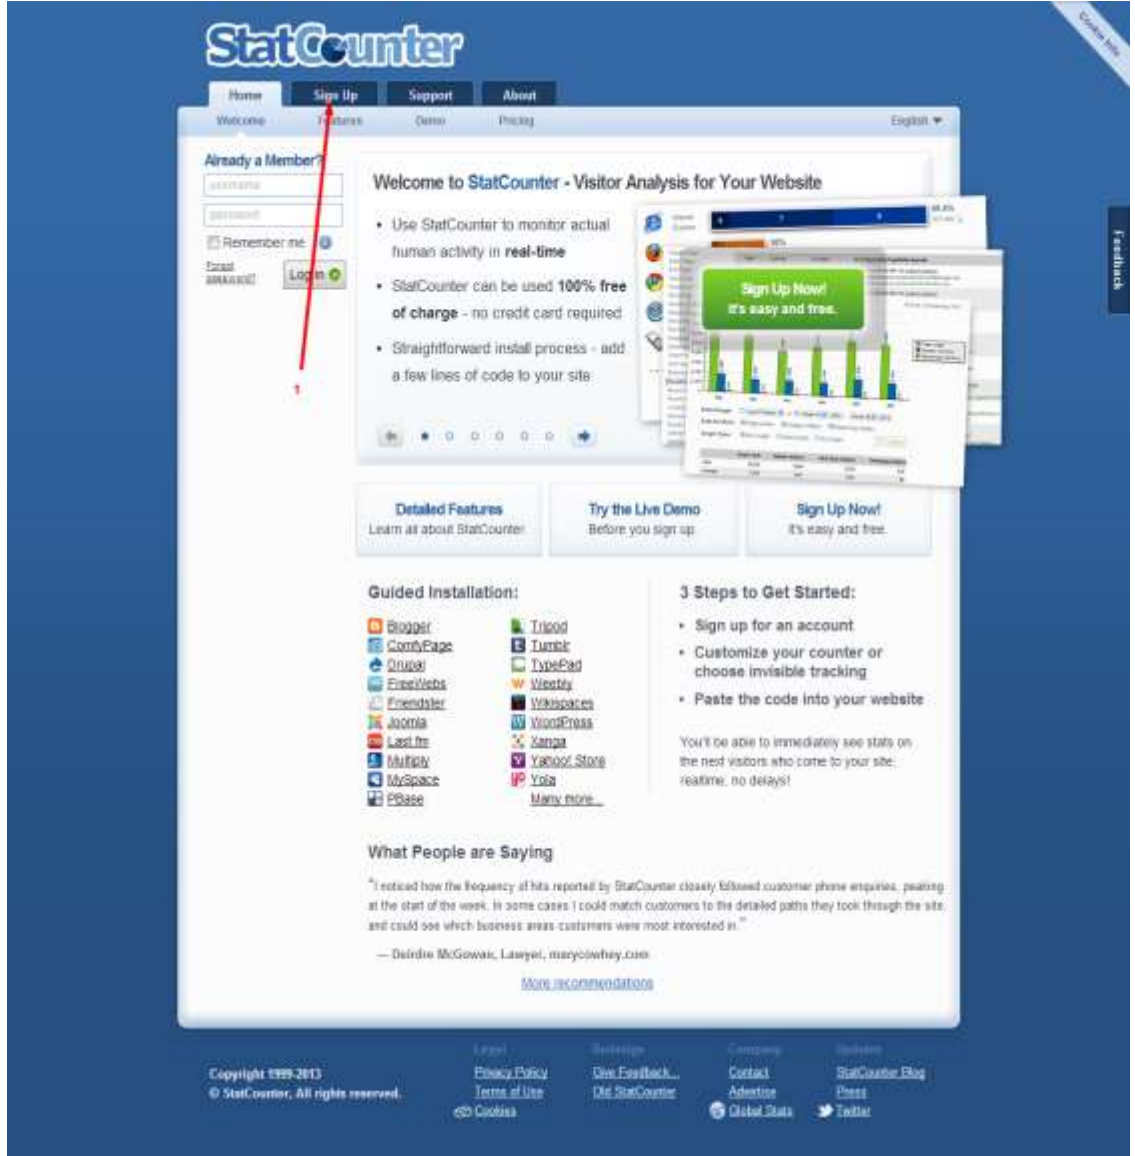 StatCounter
Cookie Info
Home Sign Up Support About
Welcome Features Demo Pricing English
Already a Member?
username
password
Remember me
Forgot password?
Log in
1
Welcome to StatCounter - Visitor Analysis for Your Website
• Use StatCounter to monitor actual
human activity in real-time
• StatCounter can be used 100% free
of charge - no credit card required
• Straightforward install process - add
a few lines of code to your site
Sign Up Now!
It's easy and free.
Feedback
Detailed Features
Learn all about StatCounter
Try the Live Demo
Before you sign up
Sign Up Now!
It's easy and free.
Guided Installation:
Blogger
ComfyPage
Drupal
FreeWebs
Friendster
Joomla
Last.fm
Multiply
MySpace
PBase
Tripod
Tumblr
TypePad
Weebly
Wikispaces
WordPress
Xanga
Yahoo! Store
Yola
Many more...
3 Steps to Get Started:
• Sign up for an account
• Customize your counter or
choose invisible tracking
• Paste the code into your website
You'll be able to immediately see stats on
the next visitors who come to your site:
realtime, no delays!
What People are Saying
"I noticed how the frequency of hits reported by StatCounter closely followed customer phone enquiries, peaking
at the start of the week. In some cases I could match customers to the detailed paths they took through the site,
and could see which business areas customers were most interested in."
— Deirdre McGowan, Lawyer, marycowhey.com
More recommendations
Copyright 1999-2013
© StatCounter, All rights reserved.
Legal
Privacy Policy
Terms of Use
Cookies
Redesign
Give Feedback...
Old StatCounter
Company
Contact
Advertise
Global Stats
Updates
StatCounter Blog
Press
Twitter